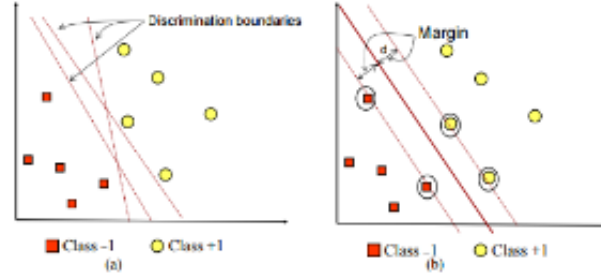 Discrimination boundaries
Class –1 Class +1
(a)
Margin
d
Class –1 Class +1
(b)